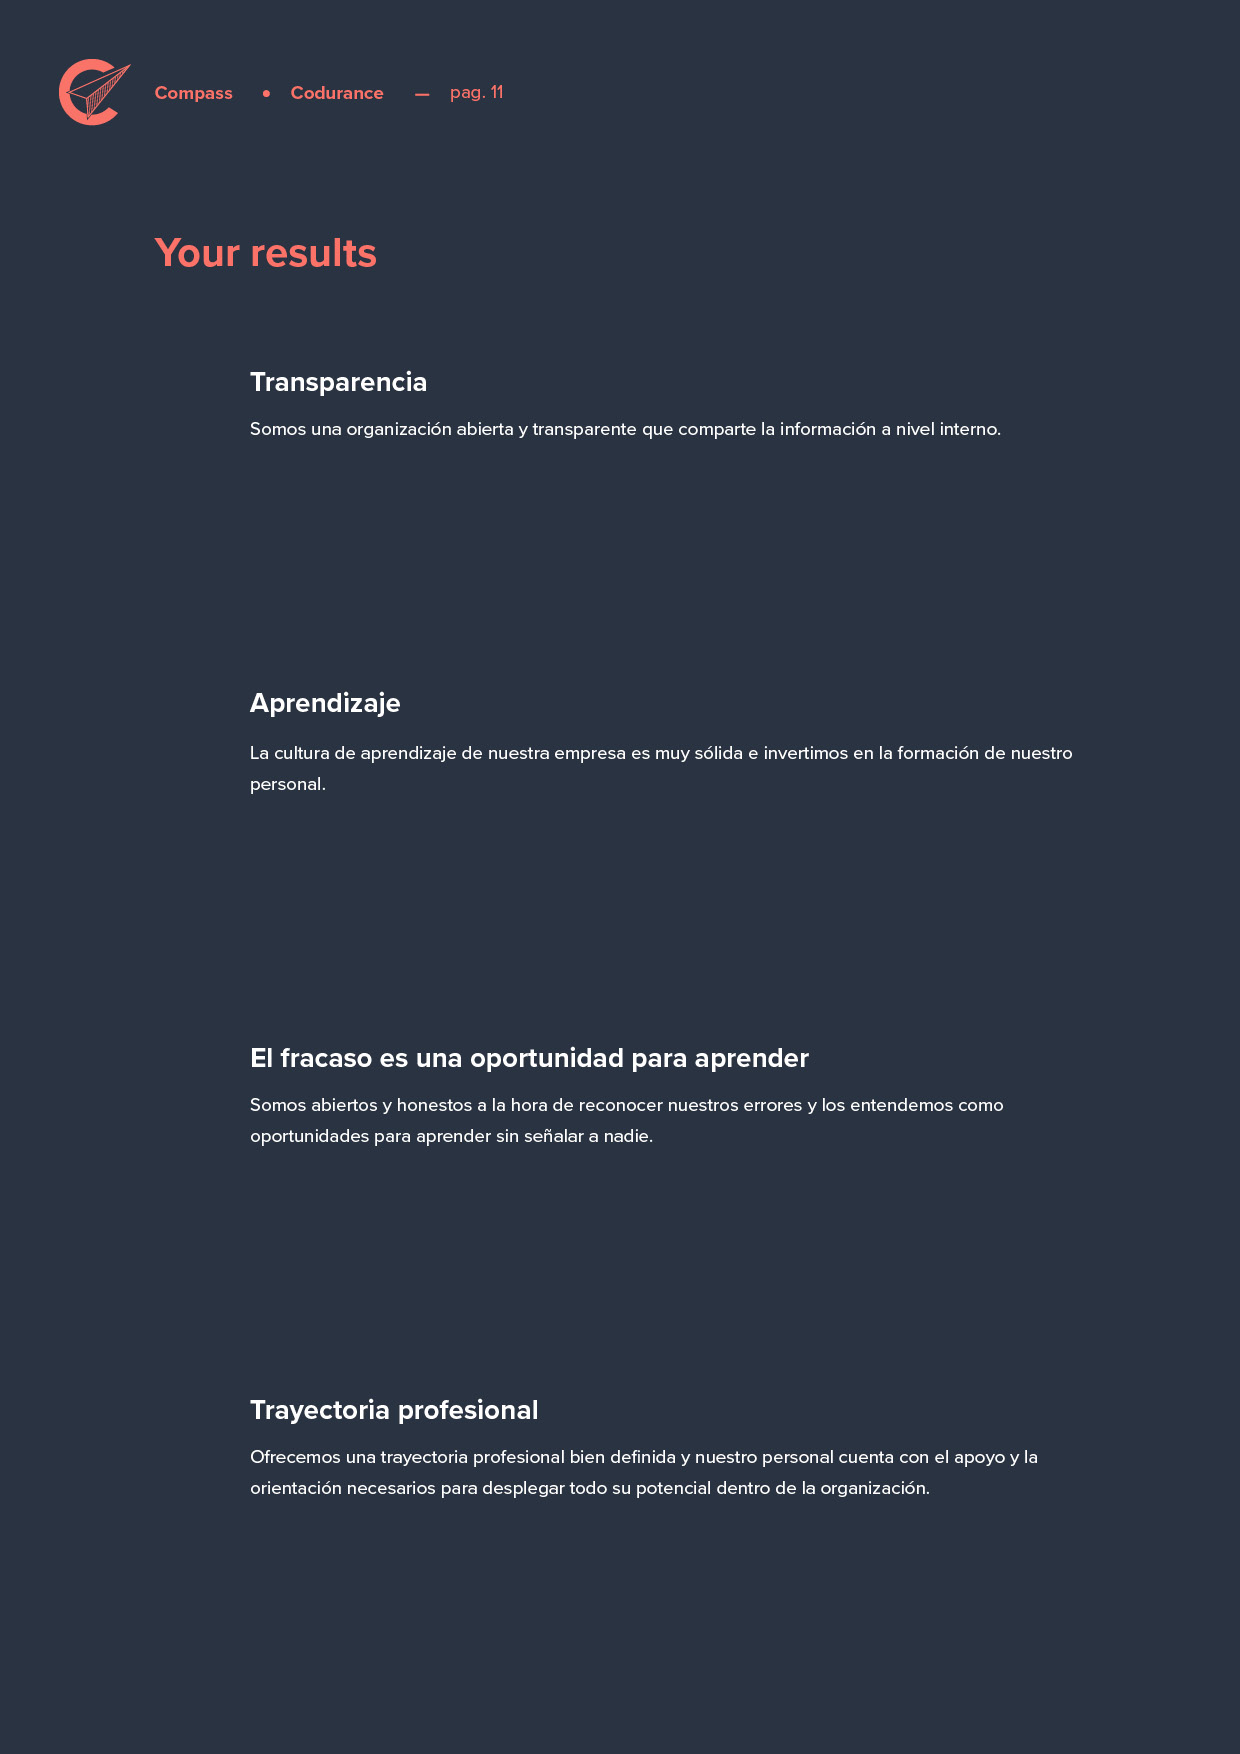 Compass • Codurance — pag. 11
Your results
Transparencia
Somos una organización abierta y transparente que comparte la información a nivel interno.
Aprendizaje
La cultura de aprendizaje de nuestra empresa es muy sólida e invertimos en la formación de nuestro
personal.
El fracaso es una oportunidad para aprender
Somos abiertos y honestos a la hora de reconocer nuestros errores y los entendemos como
oportunidades para aprender sin señalar a nadie.
Trayectoria profesional
Ofrecemos una trayectoria profesional bien definida y nuestro personal cuenta con el apoyo y la
orientación necesarios para desplegar todo su potencial dentro de la organización.